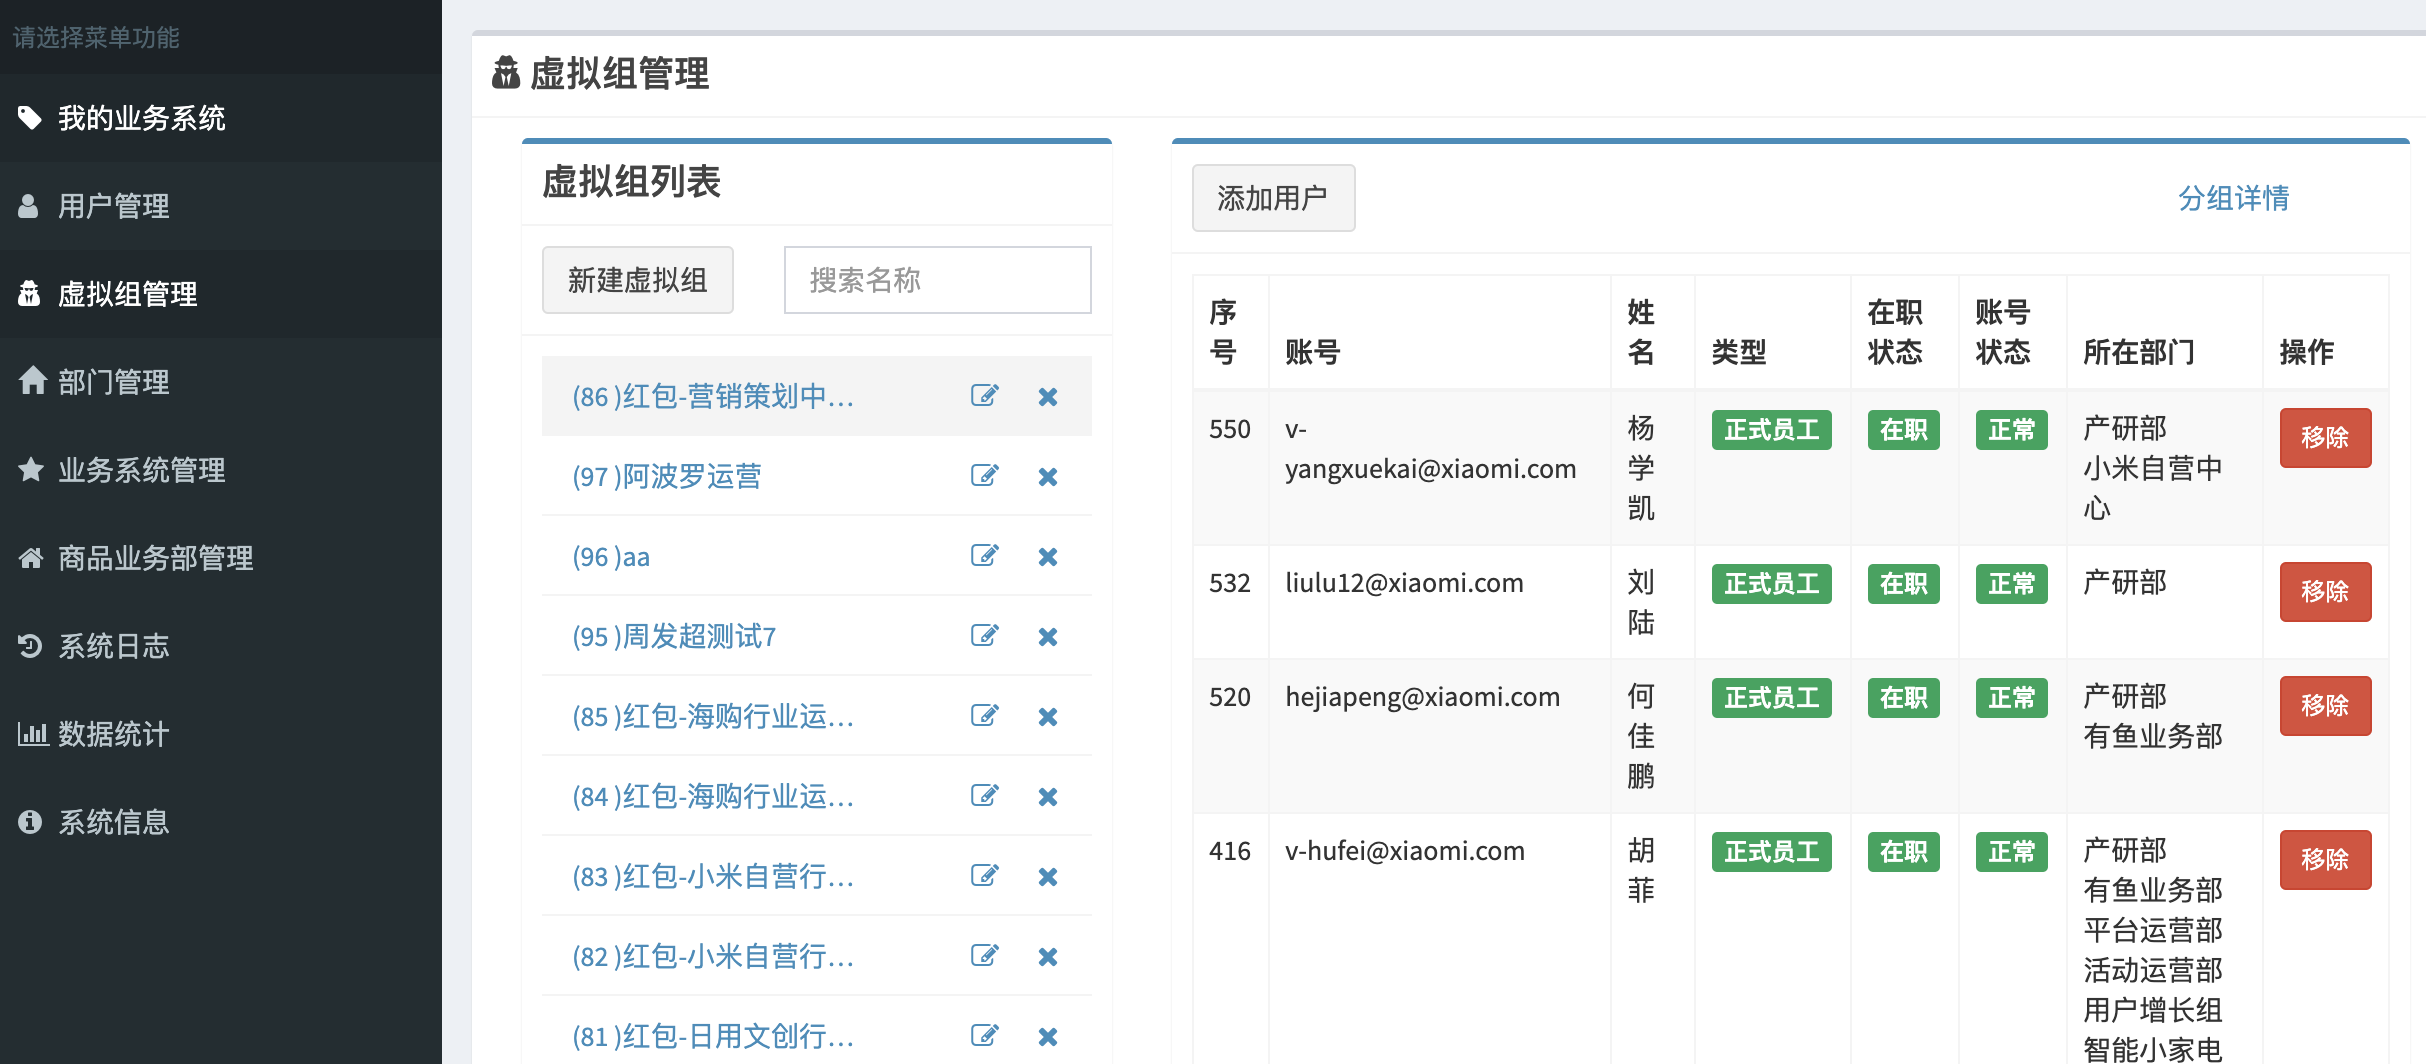 请选择菜单功能
我的业务系统
用户管理
虚拟组管理
部门管理
业务系统管理
商品业务部管理
系统日志
数据统计
系统信息
虚拟组管理
虚拟组列表
新建虚拟组
搜索名称
(86 )红包-营销策划中...
(97 )阿波罗运营
(96 )aa
(95 )周发超测试7
(85 )红包-海购行业运...
(84 )红包-海购行业运...
(83 )红包-小米自营行...
(82 )红包-小米自营行...
(81 )红包-日用文创行...
添加用户
分组详情
序
号
账号
姓
名
类型
在职
状态
账号
状态
所在部门
操作
550
v-
yangxuekai@xiaomi.com
杨
学
凯
正式员工
在职
正常
产研部
小米自营中
心
移除
532
liulu12@xiaomi.com
刘
陆
正式员工
在职
正常
产研部
移除
520
hejiapeng@xiaomi.com
何
佳
鹏
正式员工
在职
正常
产研部
有鱼业务部
移除
416
v-hufei@xiaomi.com
胡
菲
正式员工
在职
正常
产研部
有鱼业务部
平台运营部
活动运营部
用户增长组
智能小家电
移除